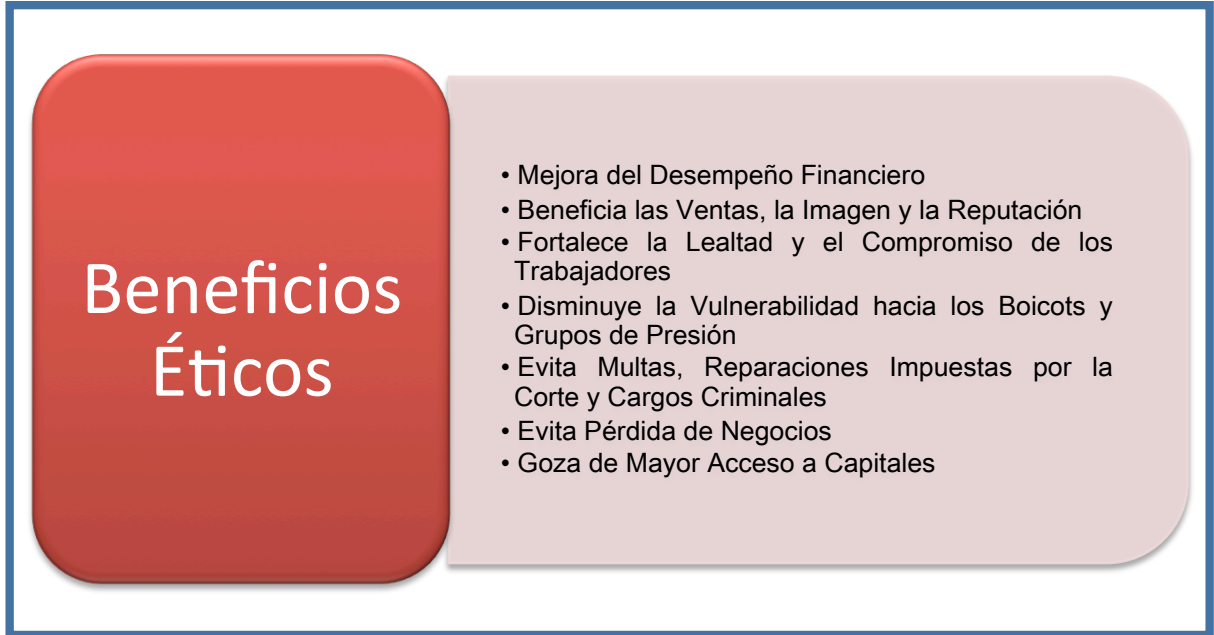 Beneficios
Éticos
• Mejora del Desempeño Financiero
• Beneficia las Ventas, la Imagen y la Reputación
• Fortalece la Lealtad y el Compromiso de los
Trabajadores
• Disminuye la Vulnerabilidad hacia los Boicots y
Grupos de Presión
• Evita Multas, Reparaciones Impuestas por la
Corte y Cargos Criminales
• Evita Pérdida de Negocios
• Goza de Mayor Acceso a Capitales